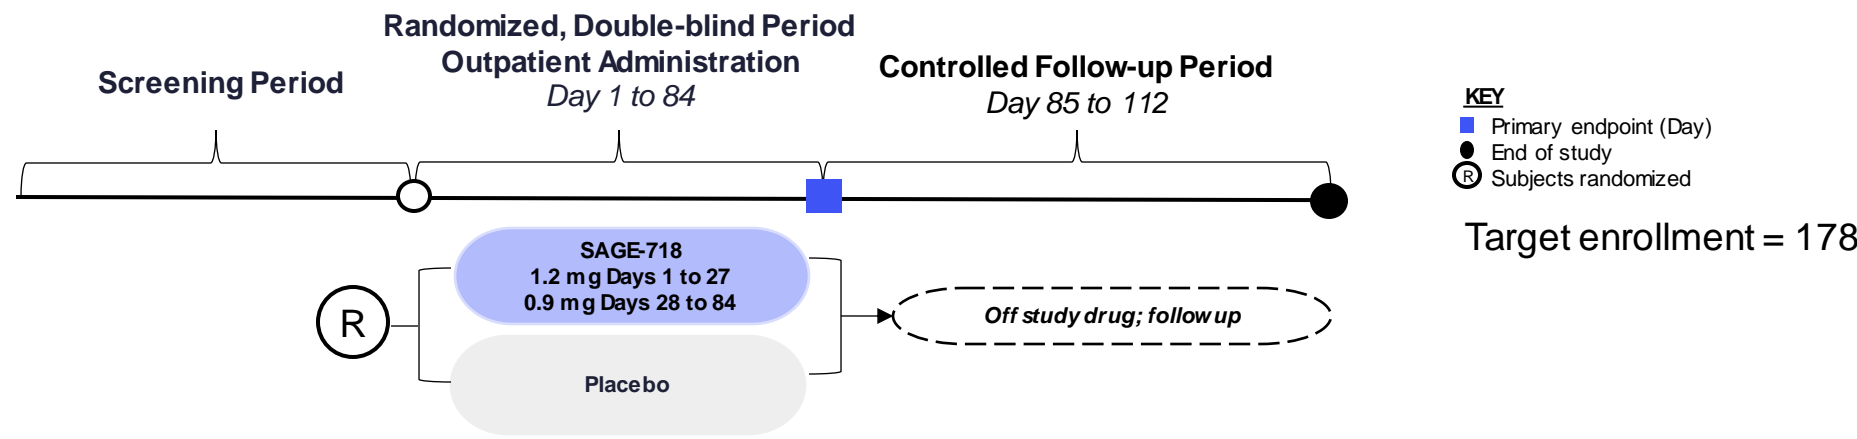 Screening Period
Randomized, Double-blind Period
Outpatient Administration
Day 1 to 84
Controlled Follow-up Period
Day 85 to 112
KEY
Primary endpoint (Day)
End of study
R Subjects randomized
Target enrollment = 178
R
SAGE-718
1.2 mg Days 1 to 27
0.9 mg Days 28 to 84
Placebo
Off study drug; follow up